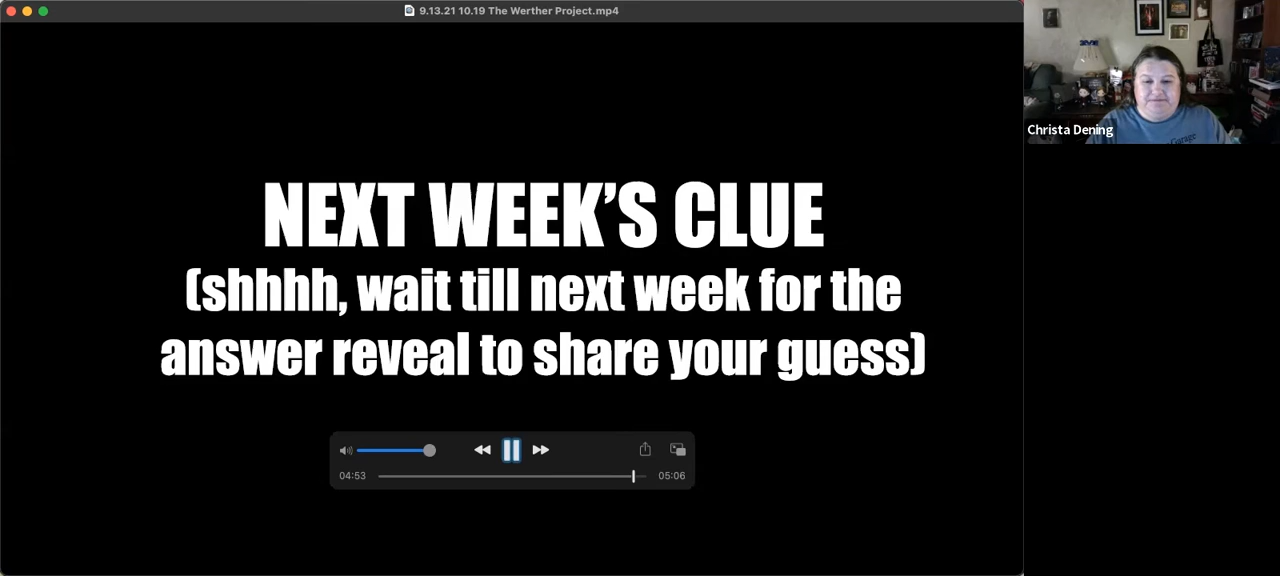 9.13.21 10.19 The Werther Project.mp4
NEXT WEEK'S CLUE
(shhhh, wait till next week for the
answer reveal to share your guess)
04:53
05:06
Christa Dening
Garage